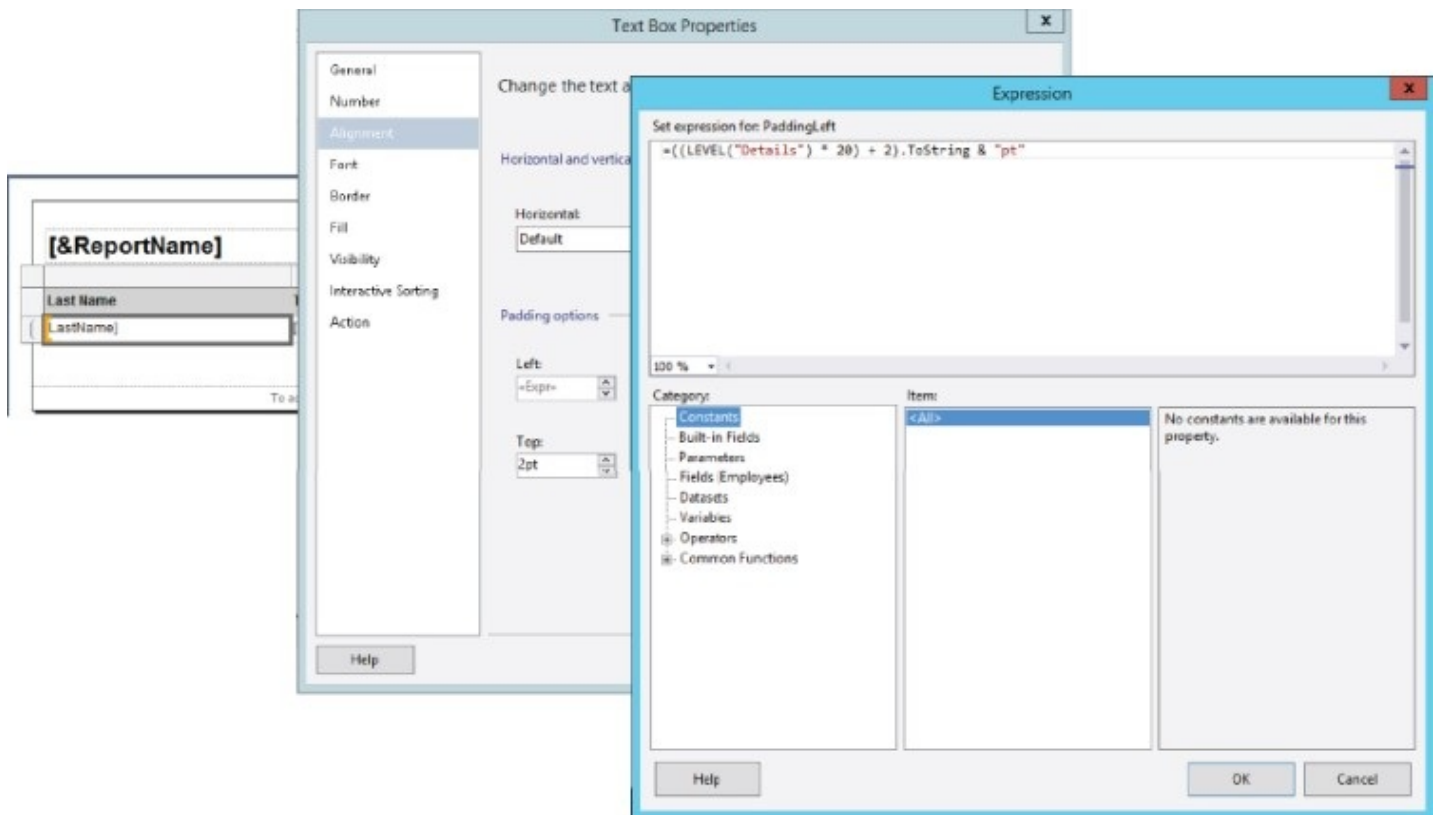 [&ReportName]
Last Name
LastName]
To a
Text Box Properties
x
General
Number
Alignment
Font
Border
Fill
Visibility
Interactive Sorting
Action
Change the text a
Horizontal and vertica
Horizontal:
Default
Padding options
Left:
«Expr»
Top:
2pt
Help
Expression
x
Set expression for: PaddingLeft
=((LEVEL("Details") * 20) + 2).ToString & "pt"
100 %
Category:
Constants
Built-in Fields
Parameters
Fields (Employees)
Datasets
Variables
Operators
Common Functions
Item:
<All>
No constants are available for this
property.
Help
OK
Cancel